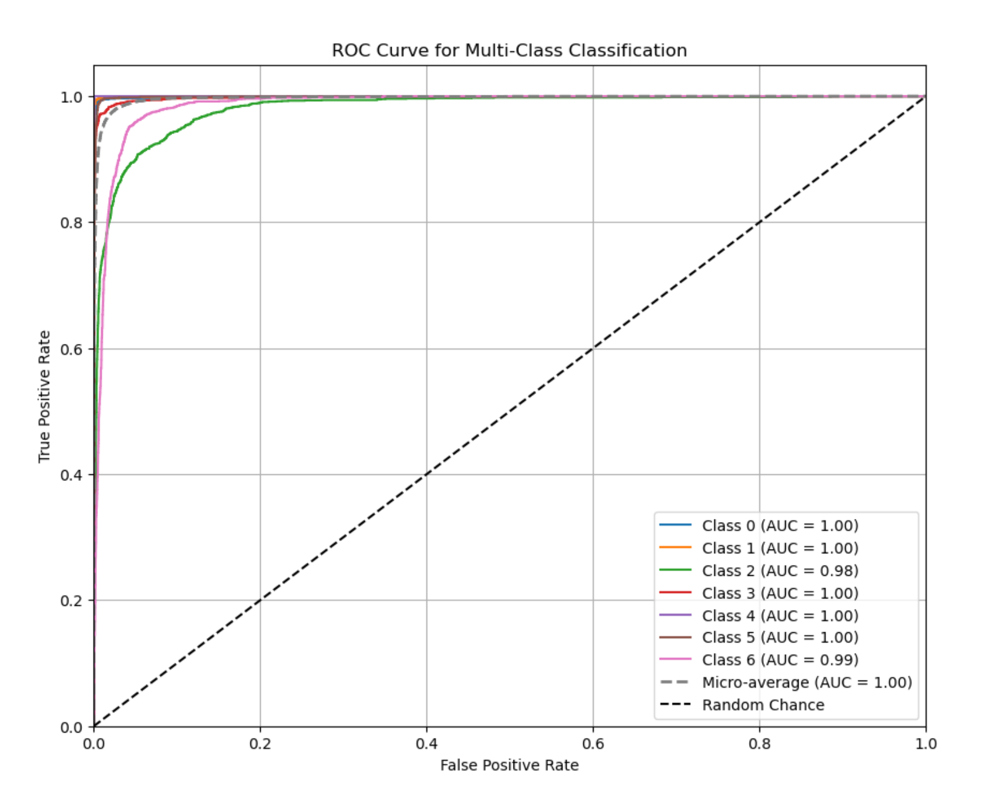 ROC Curve for Multi-Class Classification
1.0
0.8
0.6
0.4
0.2
0.0
True Positive Rate
Class 0 (AUC = 1.00)
Class 1 (AUC = 1.00)
Class 2 (AUC = 0.98)
Class 3 (AUC = 1.00)
Class 4 (AUC = 1.00)
Class 5 (AUC = 1.00)
Class 6 (AUC = 0.99)
Micro-average (AUC = 1.00)
Random Chance
0.0 0.2 0.4 0.6 0.8 1.0
False Positive Rate